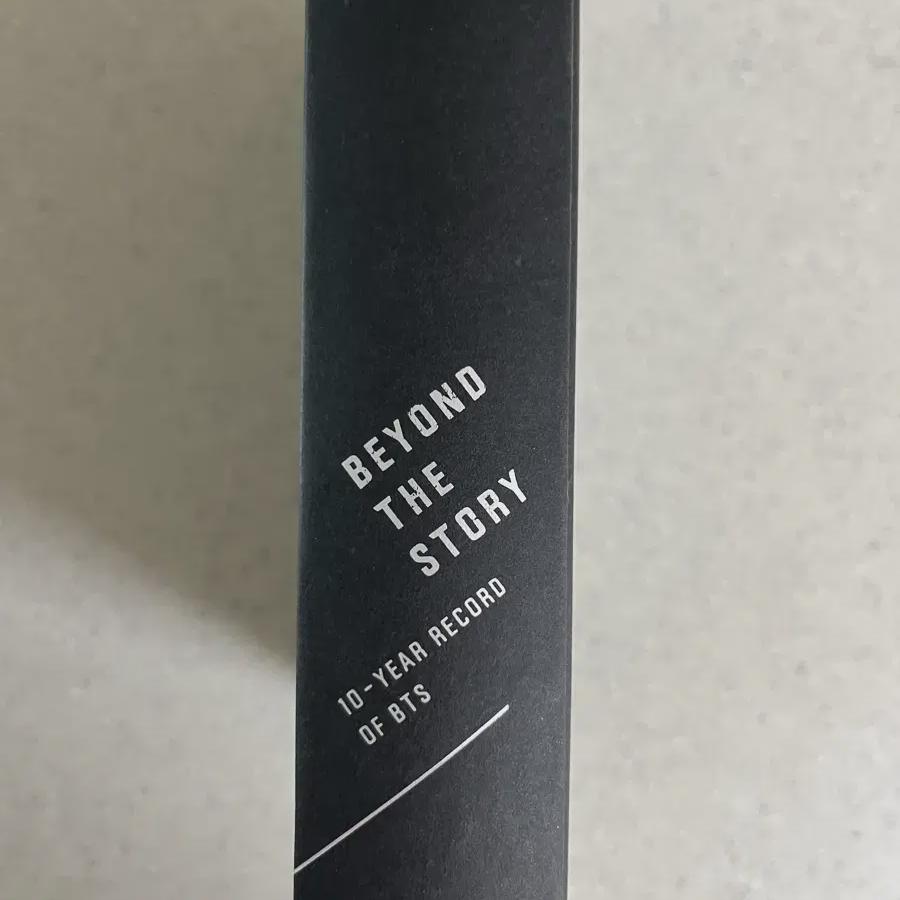 BEYOND
THE
STORY
10-YEAR RECORD
OF BTS